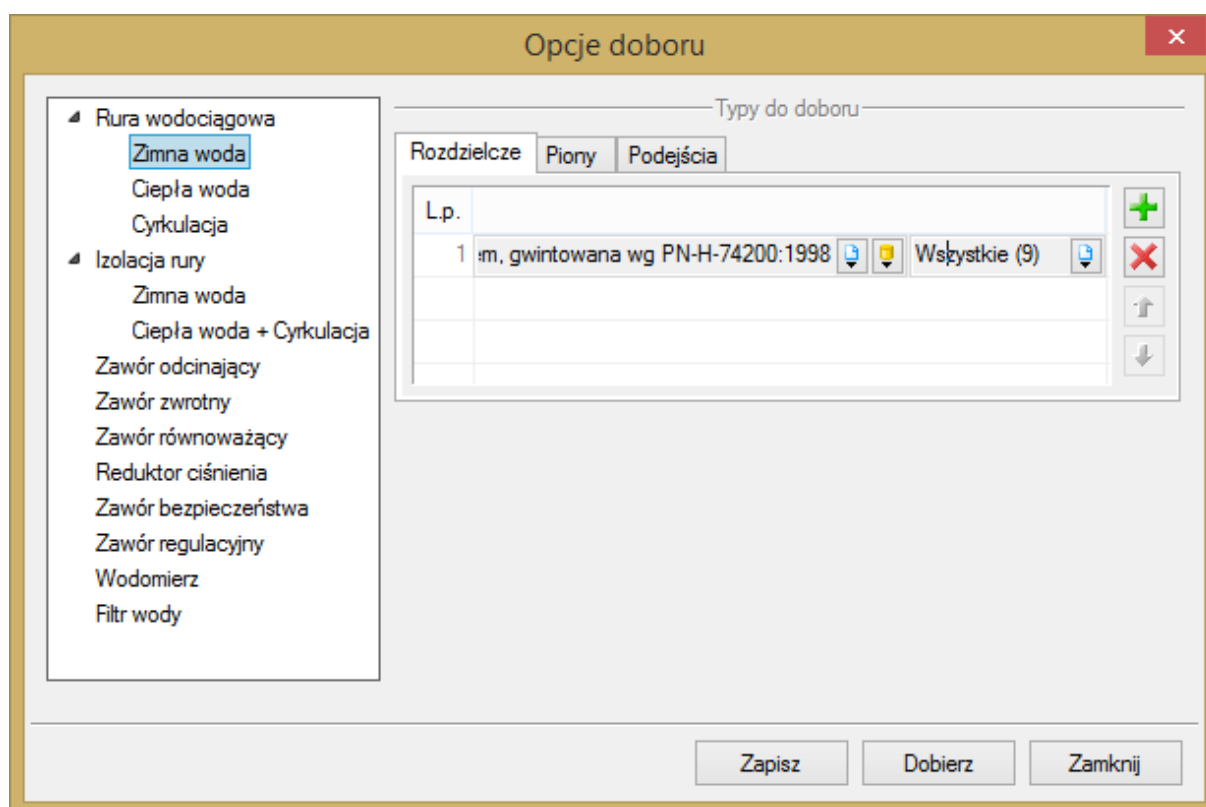 Opcje doboru
Rura wodociągowa
Zimna woda
Ciepła woda
Cyrkulacja
Izolacja rury
Zimna woda
Ciepła woda + Cyrkulacja
Zawór odcinający
Zawór zwrotny
Zawór równoważący
Reduktor ciśnienia
Zawór bezpieczeństwa
Zawór regulacyjny
Wodomierz
Filtr wody
Typy do doboru
Rozdzielcze Piony Podejścia
L.p.
1 em, gwintowana wg PN-H-74200:1998 Wszystkie (9)
Zapisz Dobierz Zamknij